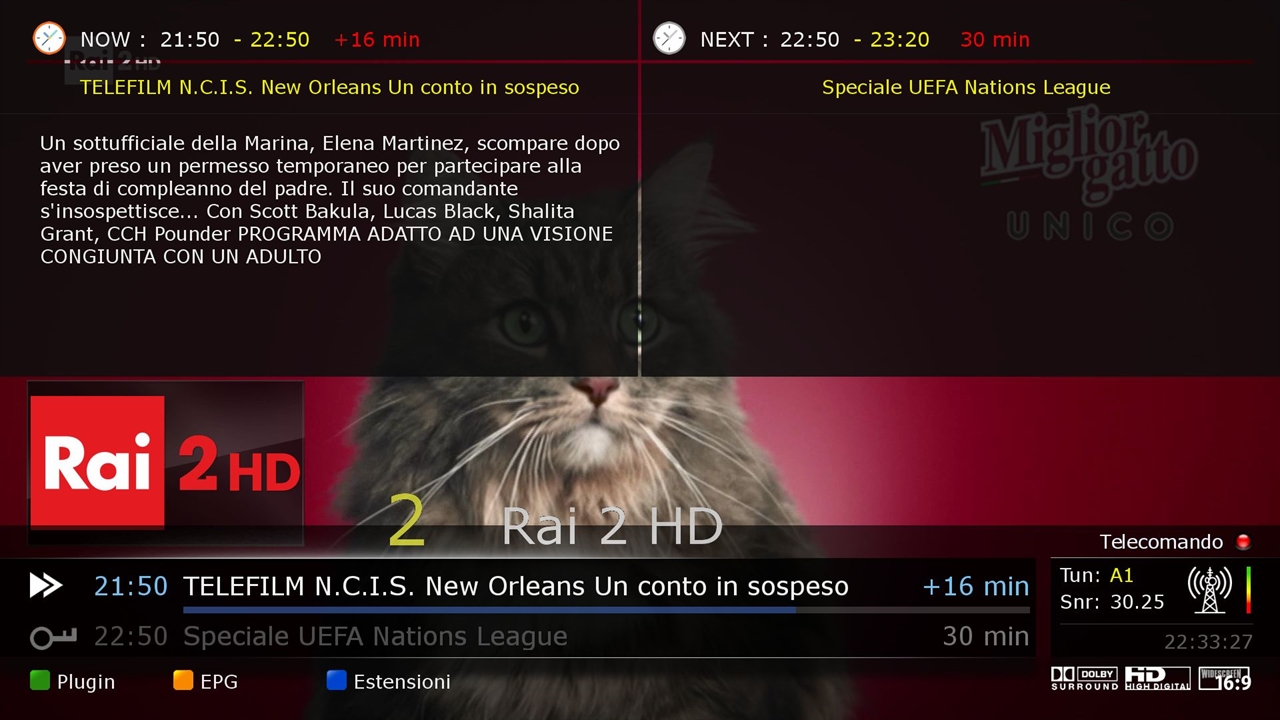 NOW : 21:50 - 22:50 +16 min
NEXT : 22:50 - 23:20 30 min
Rai 2 HD
TELEFILM N.C.I.S. New Orleans Un conto in sospeso
Speciale UEFA Nations League
Un sottufficiale della Marina, Elena Martinez, scompare dopo
aver preso un permesso temporaneo per partecipare alla
festa di compleanno del padre. Il suo comandante
s'insospettisce... Con Scott Bakula, Lucas Black, Shalita
Grant, CCH Pounder PROGRAMMA ADATTO AD UNA VISIONE
CONGIUNTA CON UN ADULTO
Miglior
gatto
UNICO
Rai 2 HD
2 Rai 2 HD
Telecomando
21:50 TELEFILM N.C.I.S. New Orleans Un conto in sospeso +16 min
22:50 Speciale UEFA Nations League 30 min
Tun: A1
Snr: 30.25
22:33:27
Plugin EPG Estensioni
DOLBY
SURROUND
HD
HIGH DIGITAL
WIDESCREEN
16:9